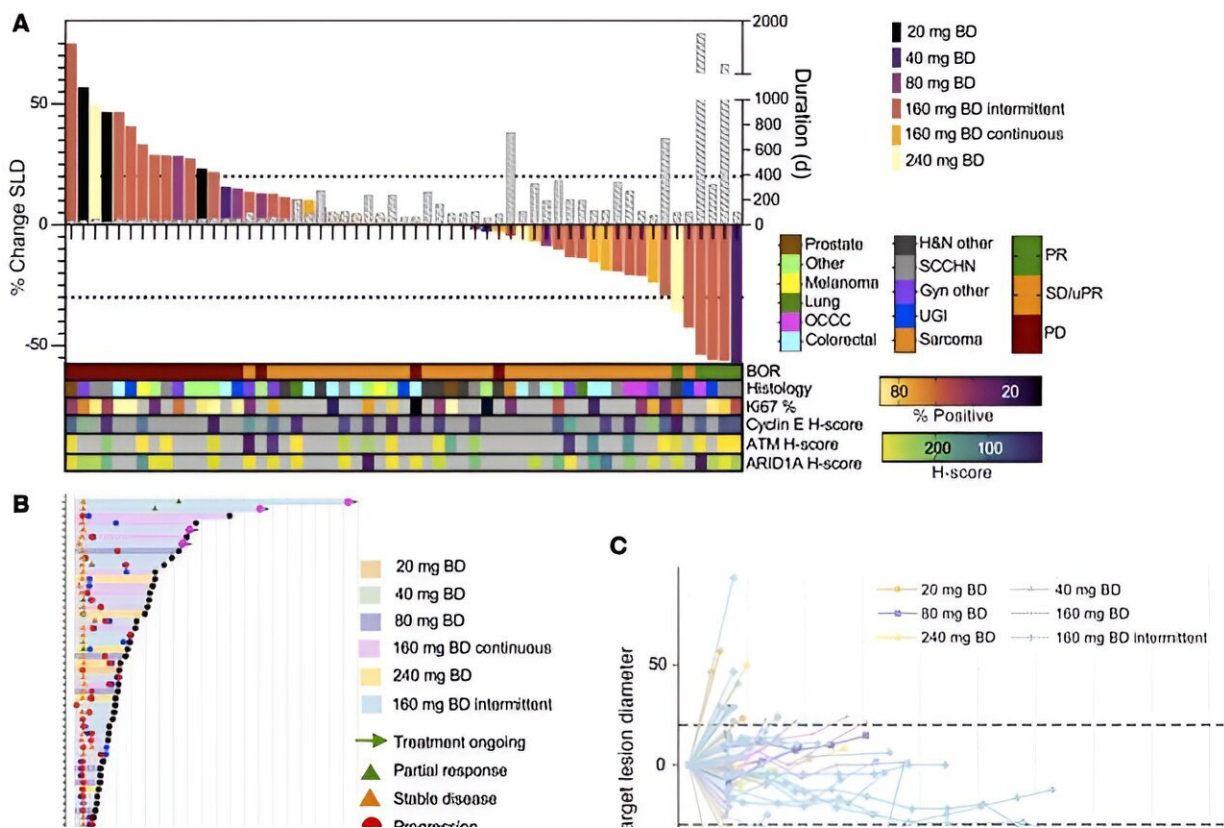 A
% Change SLD
50
0
-50
2000
1000
800
600
400
200
0
Duration (d)
20 mg BD
40 mg BD
80 mg BD
160 mg BD intermittent
160 mg BD continuous
240 mg BD
Prostate
Other
Melanoma
Lung
OCCC
Colorectal
H&N other
SCCHN
Gyn other
UGI
Sarcoma
PR
SD/uPR
PD
BOR
Histology
Ki67 %
Cyclin E H-score
ATM H-score
ARID1A H-score
80 20
% Positive
200 100
H-score
B
20 mg BD
40 mg BD
80 mg BD
160 mg BD continuous
240 mg BD
160 mg BD intermittent
Treatment ongoing
Partial response
Stable disease
Progression
C
arget lesion diameter
50
0
20 mg BD
80 mg BD
240 mg BD
40 mg BD
160 mg BD
160 mg BD intermittent